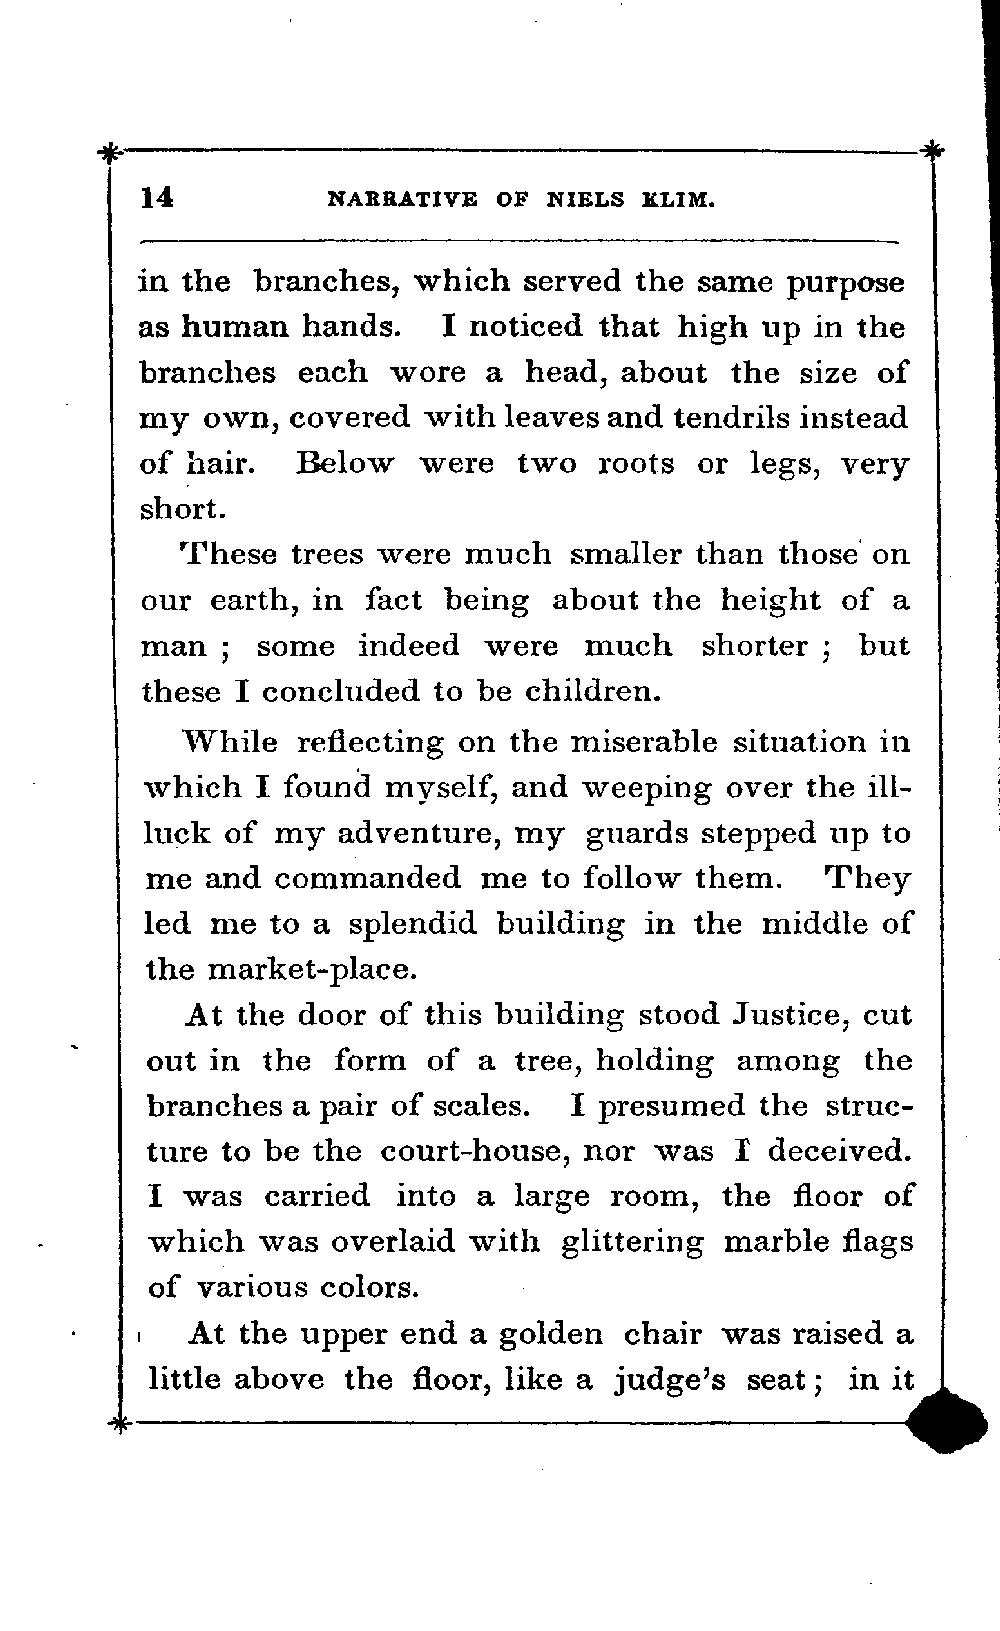 14 NARRATIVE OF NIELS KLIM.
in the branches, which served the same purpose
as human hands. I noticed that high up in the
branches each wore a head, about the size of
my own, covered with leaves and tendrils instead
of hair. Below were two roots or legs, very
short.
These trees were much smaller than those on
our earth, in fact being about the height of a
man ; some indeed were much shorter ; but
these I concluded to be children.
While reflecting on the miserable situation in
which I found myself, and weeping over the ill-
luck of my adventure, my guards stepped up to
me and commanded me to follow them. They
led me to a splendid building in the middle of
the market-place.
At the door of this building stood Justice, cut
out in the form of a tree, holding among the
branches a pair of scales. I presumed the struc-
ture to be the court-house, nor was I deceived.
I was carried into a large room, the floor of
which was overlaid with glittering marble flags
of various colors.
At the upper end a golden chair was raised a
little above the floor, like a judge's seat ; in it